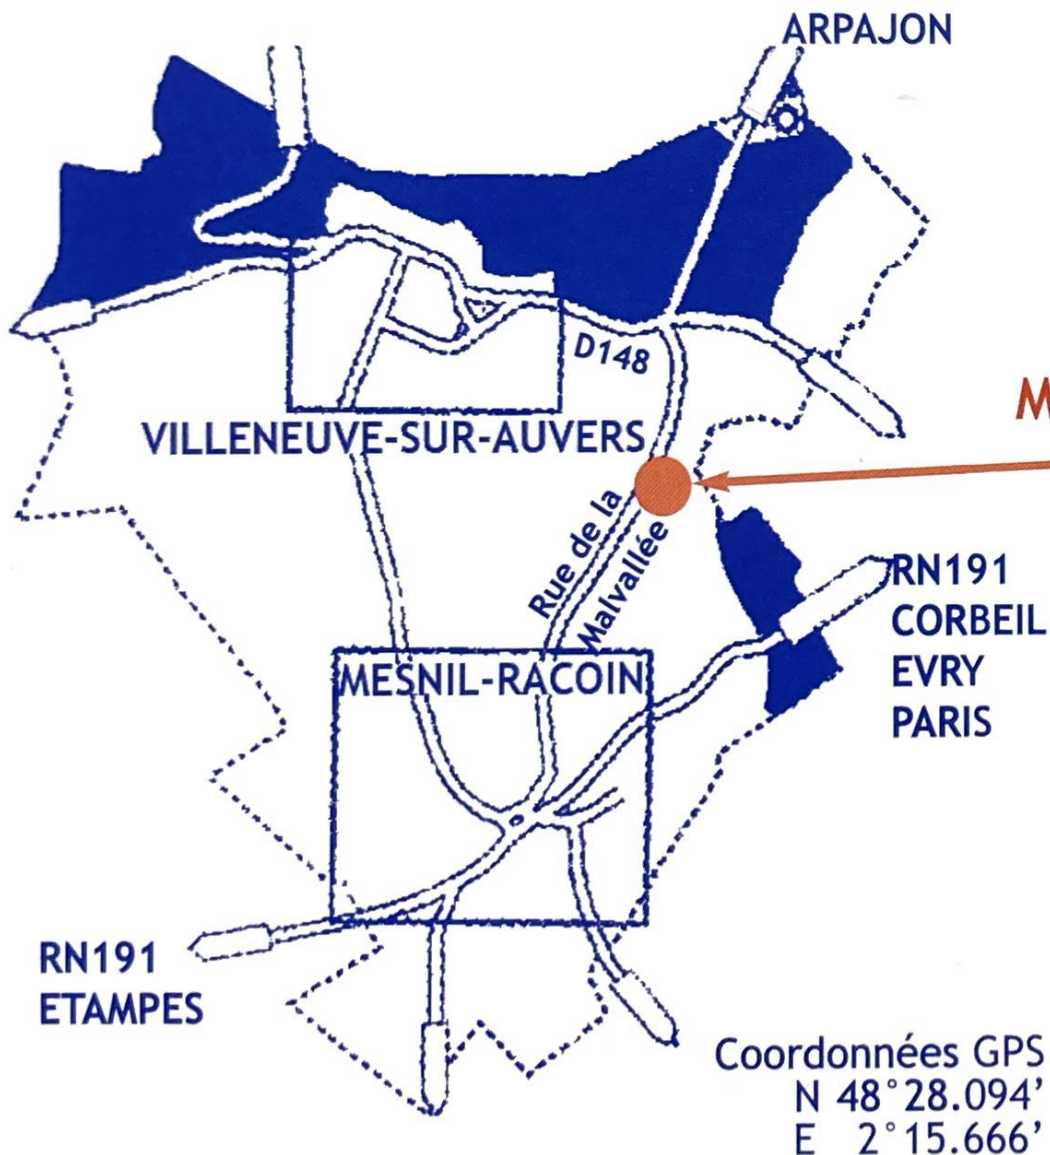 ARPAJON
D148
M
VILLENEUVE-SUR-AUVERS
Rue de la
Malvallée
RN191
CORBEIL
EVRY
PARIS
MESNIL-RACOIN
RN191
ETAMPES
Coordonnées GPS
N 48°28.094'
E 2°15.666'